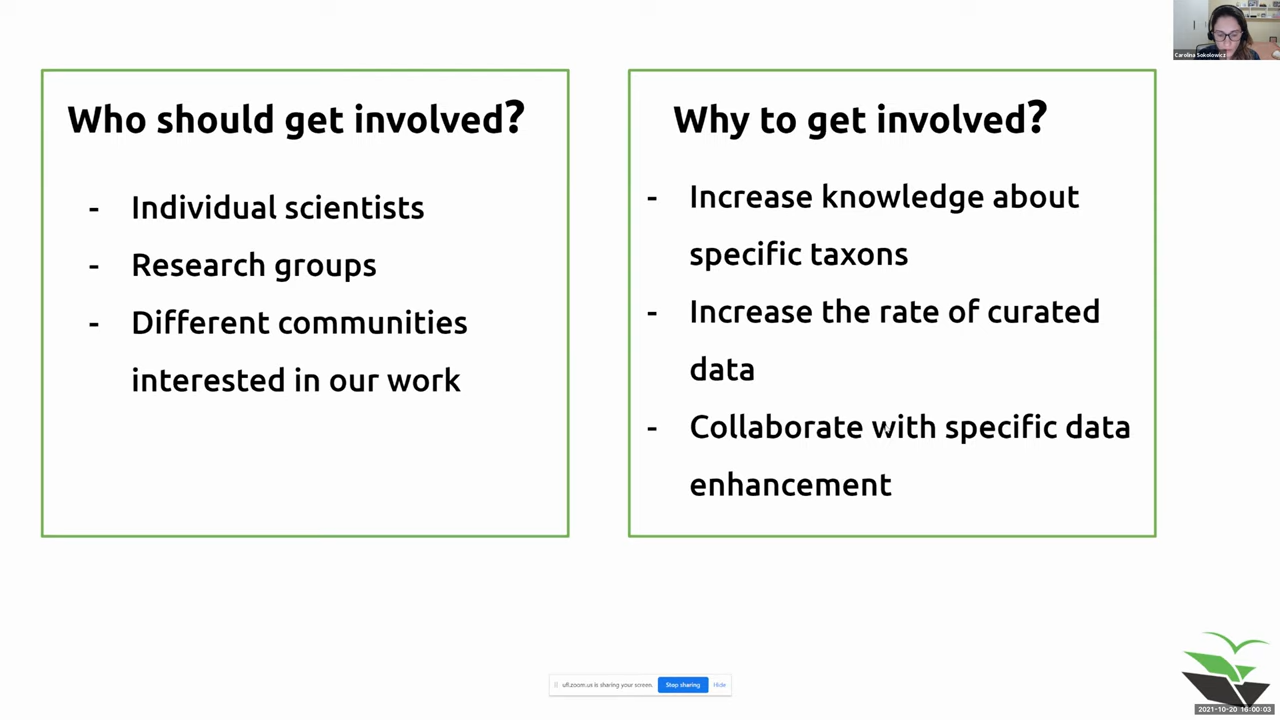 Carolina Sokolowicz
Who should get involved?
- Individual scientists
- Research groups
- Different communities
interested in our work
Why to get involved?
- Increase knowledge about
specific taxons
- Increase the rate of curated
data
- Collaborate with specific data
enhancement
ufl.zoom.us is sharing your screen.
Stop sharing
Hide
2021-10-20 16:00:03